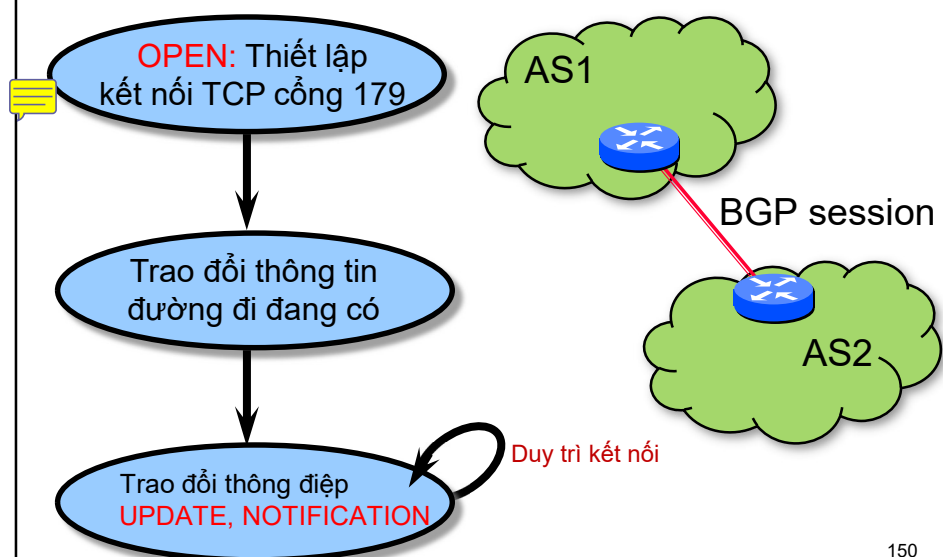 OPEN: Thiết lập
kết nối TCP cổng 179
Trao đổi thông tin
đường đi đang có
Trao đổi thông điệp
UPDATE, NOTIFICATION
Duy trì kết nối
AS1
BGP session
AS2
150